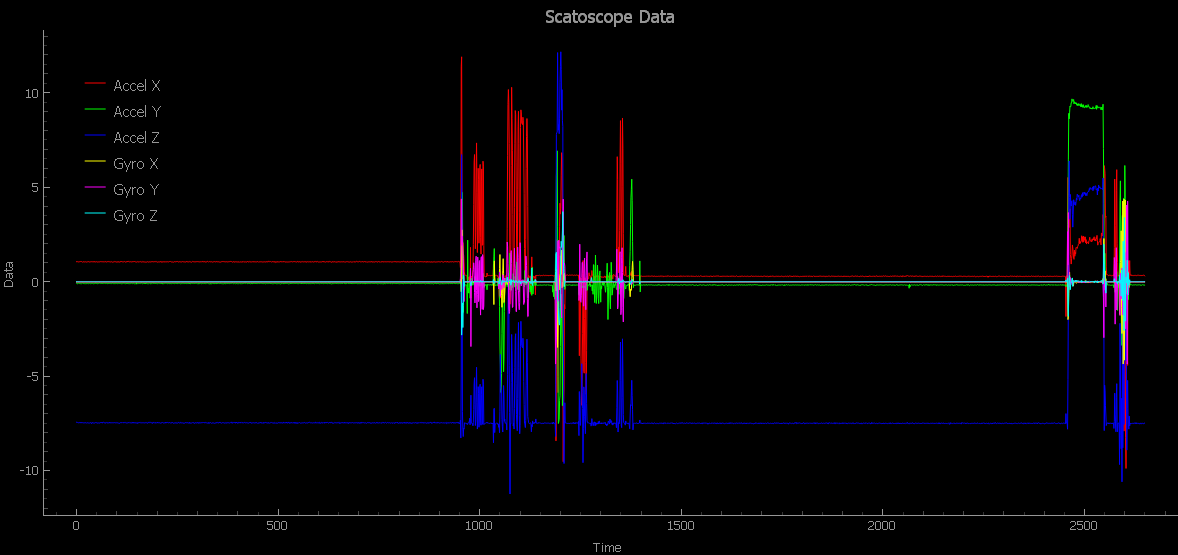 Scatoscope Data
Accel X
Accel Y
Accel Z
Gyro X
Gyro Y
Gyro Z
10
5
0
-5
-10
Data
0
500
1000
1500
2000
2500
Time